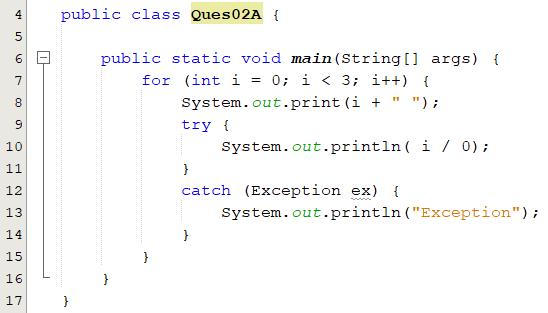 4 public class Ques02A {
5
6 public static void main(String[] args) {
7 for (int i = 0; i < 3; i++) {
8 System.out.print(i + " ");
9 try {
10 System.out.println( i / 0);
11 }
12 catch (Exception ex) {
13 System.out.println("Exception");
14 }
15 }
16 }
17 }